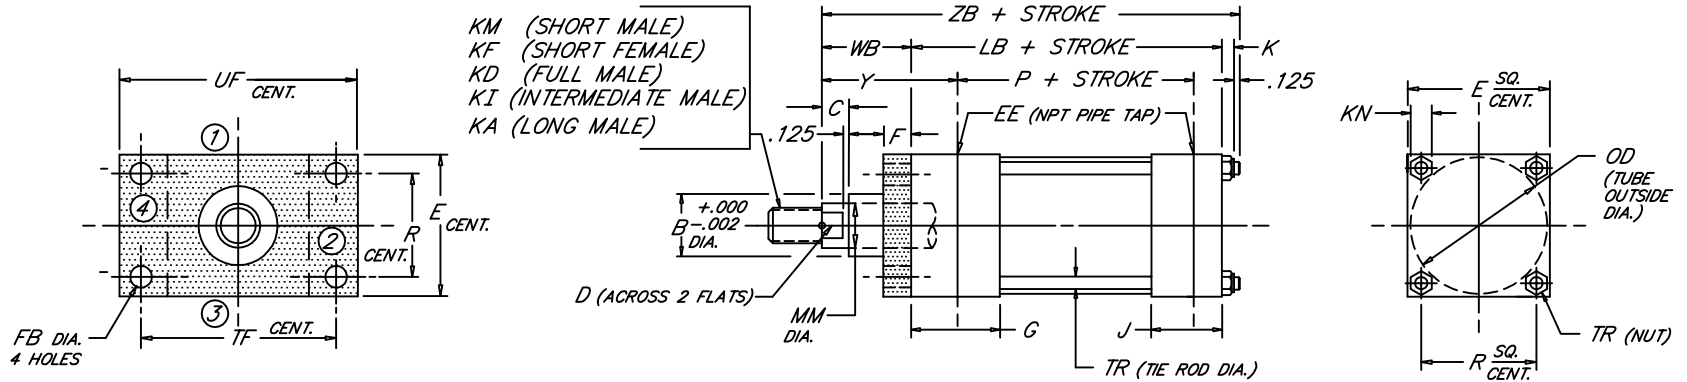 KM (SHORT MALE)
KF (SHORT FEMALE)
KD (FULL MALE)
KI (INTERMEDIATE MALE)
KA (LONG MALE)
ZB + STROKE
WB
LB + STROKE
K
Y
P + STROKE
.125
C
.125
F
EE (NPT PIPE TAP)
UF CENT.
1
4
2
3
E CENT.
R CENT.
TF CENT.
FB DIA.
4 HOLES
+.000
B -.002
DIA.
D (ACROSS 2 FLATS)
MM
DIA.
G
J
TR (TIE ROD DIA.)
E SQ. CENT.
KN
OD
(TUBE
OUTSIDE
DIA.)
TR (NUT)
R SQ. CENT.